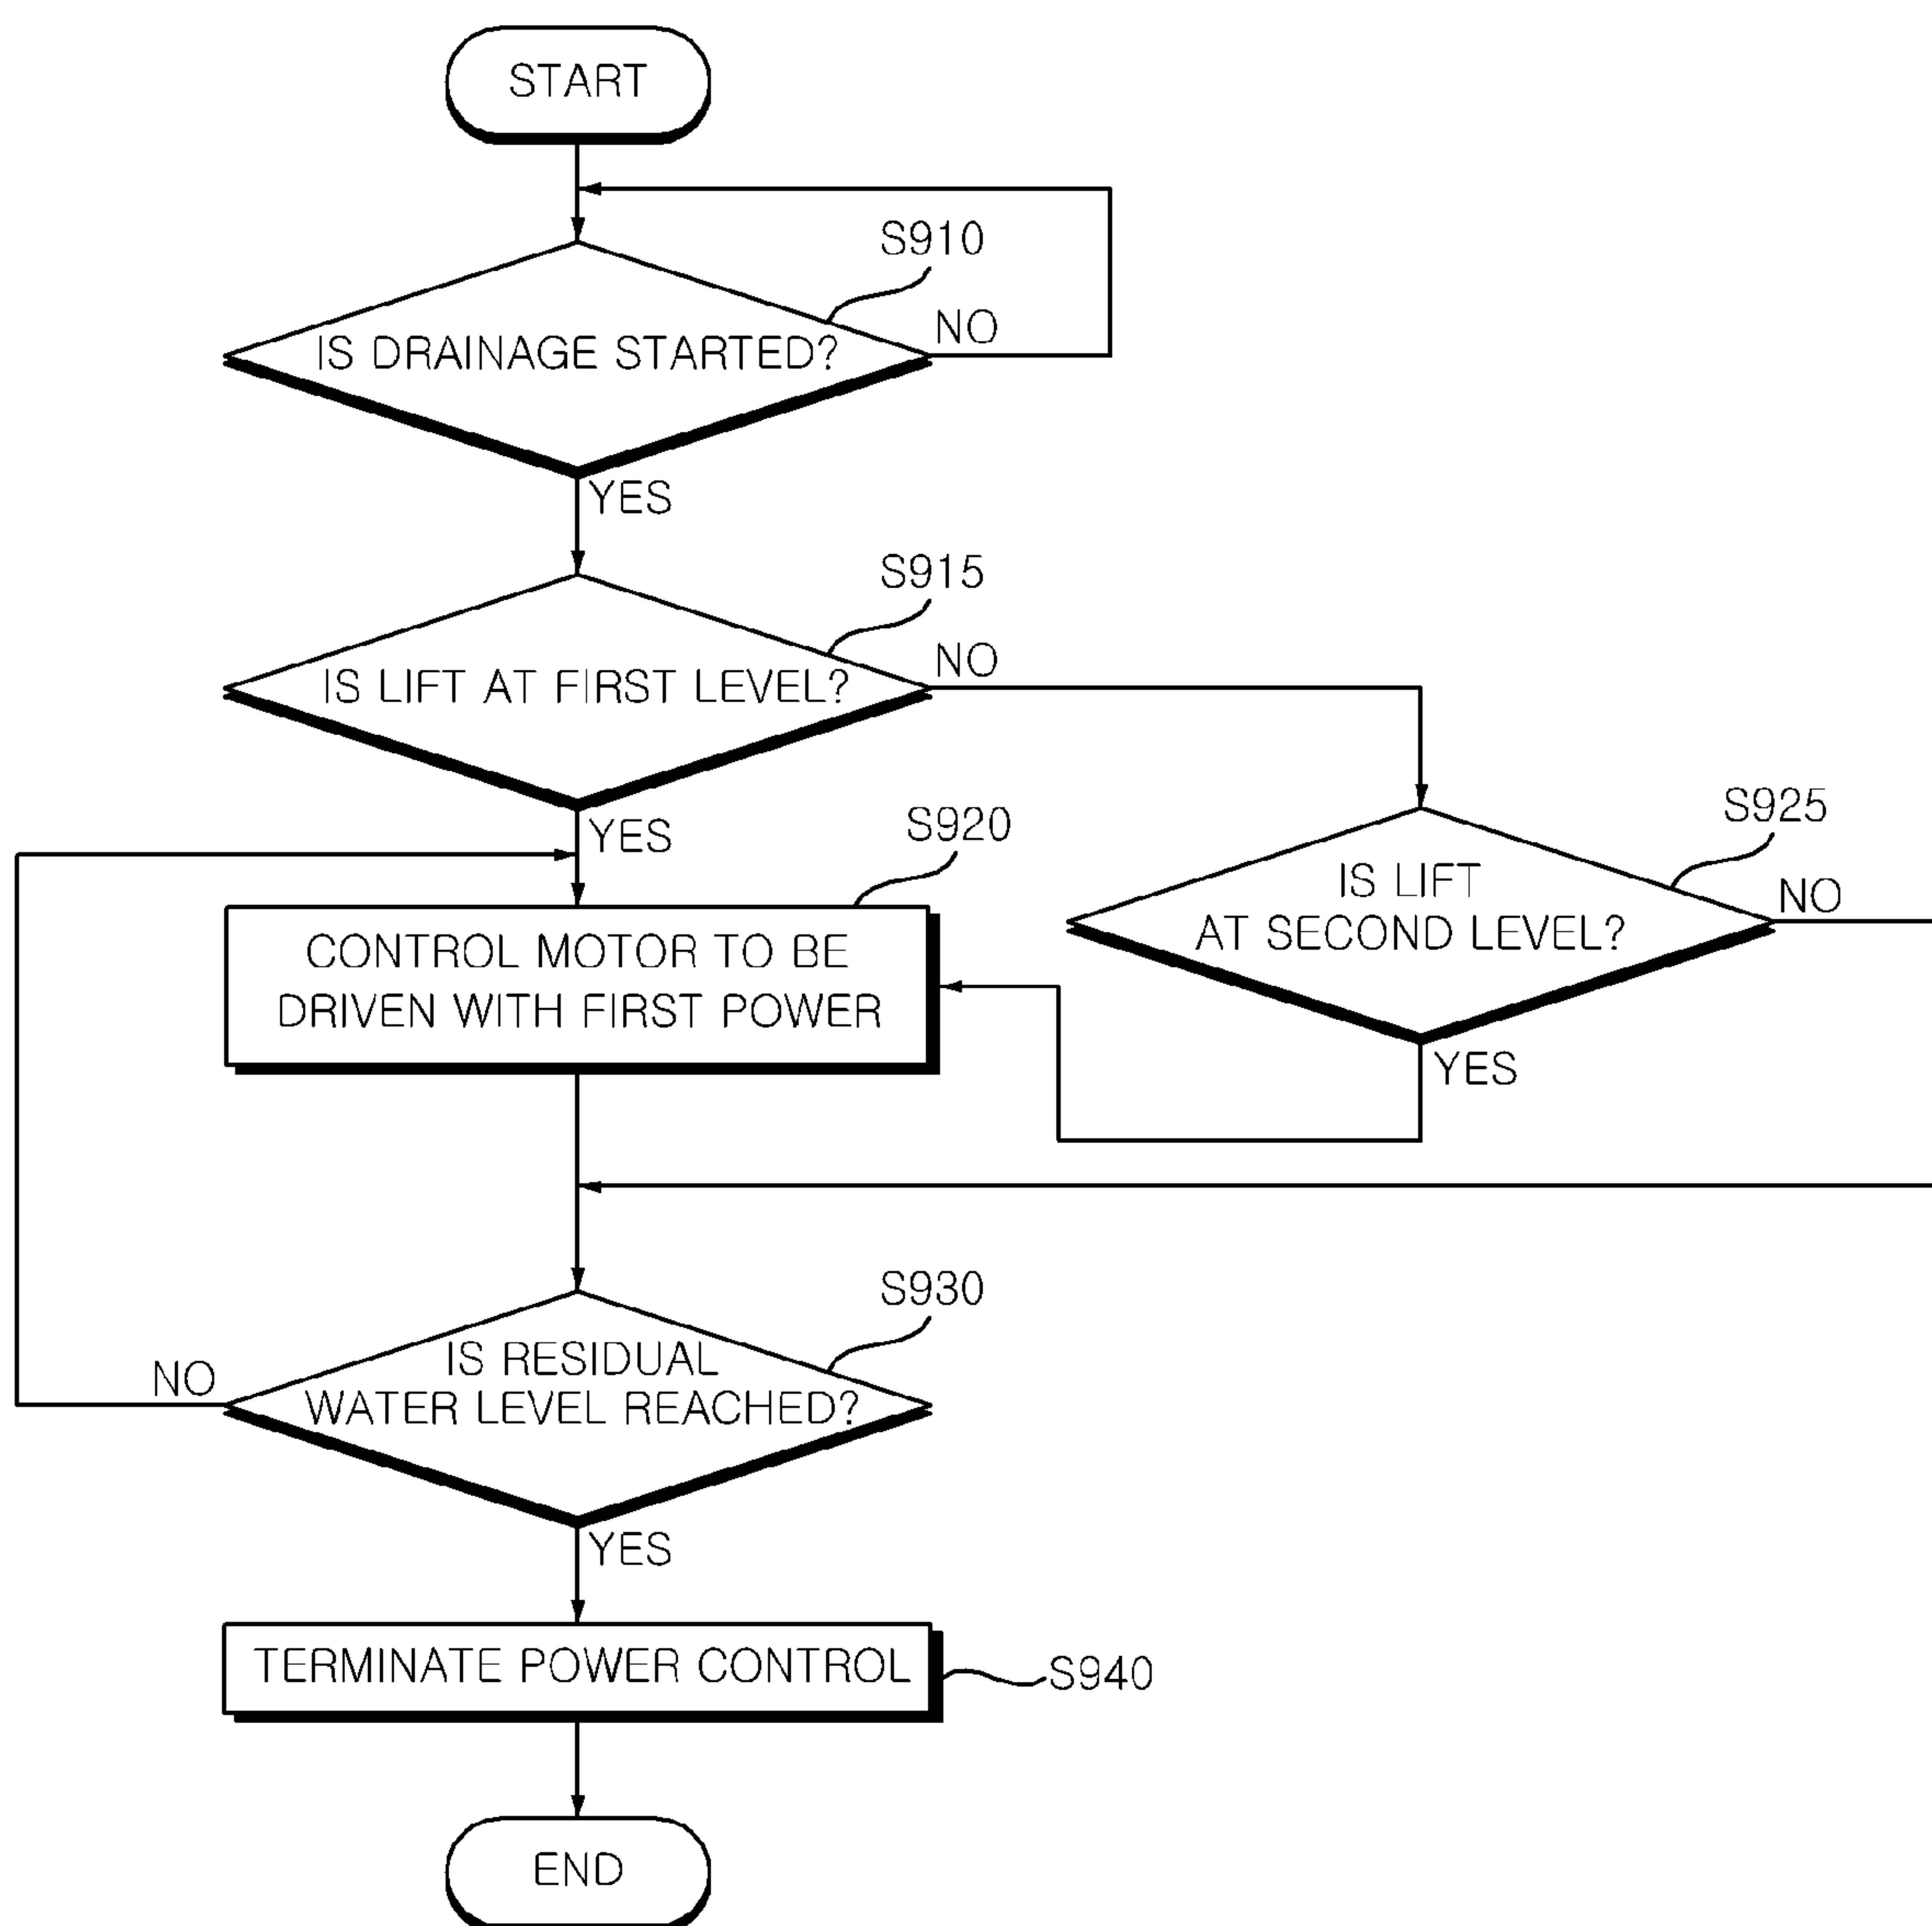 START
S910
IS DRAINAGE STARTED?
NO
YES
S915
IS LIFT AT FIRST LEVEL?
NO
YES
S920
CONTROL MOTOR TO BE
DRIVEN WITH FIRST POWER
S925
IS LIFT
AT SECOND LEVEL?
NO
YES
S930
IS RESIDUAL
WATER LEVEL REACHED?
NO
YES
TERMINATE POWER CONTROL
S940
END